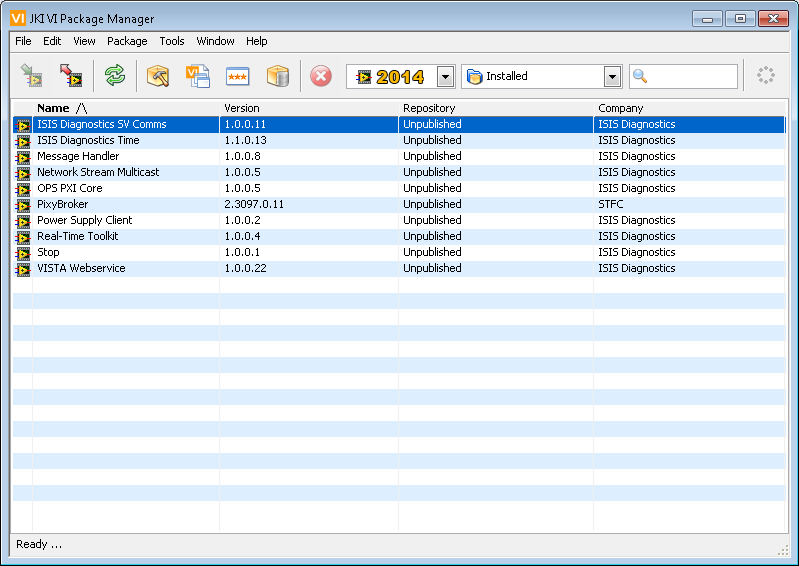 VI JKI VI Package Manager
File Edit View Package Tools Window Help
2014 Installed
Name /\ Version Repository Company
ISIS Diagnostics SV Comms 1.0.0.11 Unpublished ISIS Diagnostics
ISIS Diagnostics Time 1.1.0.13 Unpublished ISIS Diagnostics
Message Handler 1.0.0.8 Unpublished ISIS Diagnostics
Network Stream Multicast 1.0.0.5 Unpublished ISIS Diagnostics
OPS PXI Core 1.0.0.5 Unpublished ISIS Diagnostics
PixyBroker 2.3097.0.11 Unpublished STFC
Power Supply Client 1.0.0.2 Unpublished ISIS Diagnostics
Real-Time Toolkit 1.0.0.4 Unpublished ISIS Diagnostics
Stop 1.0.0.1 Unpublished ISIS Diagnostics
VISTA Webservice 1.0.0.22 Unpublished ISIS Diagnostics
Ready ...